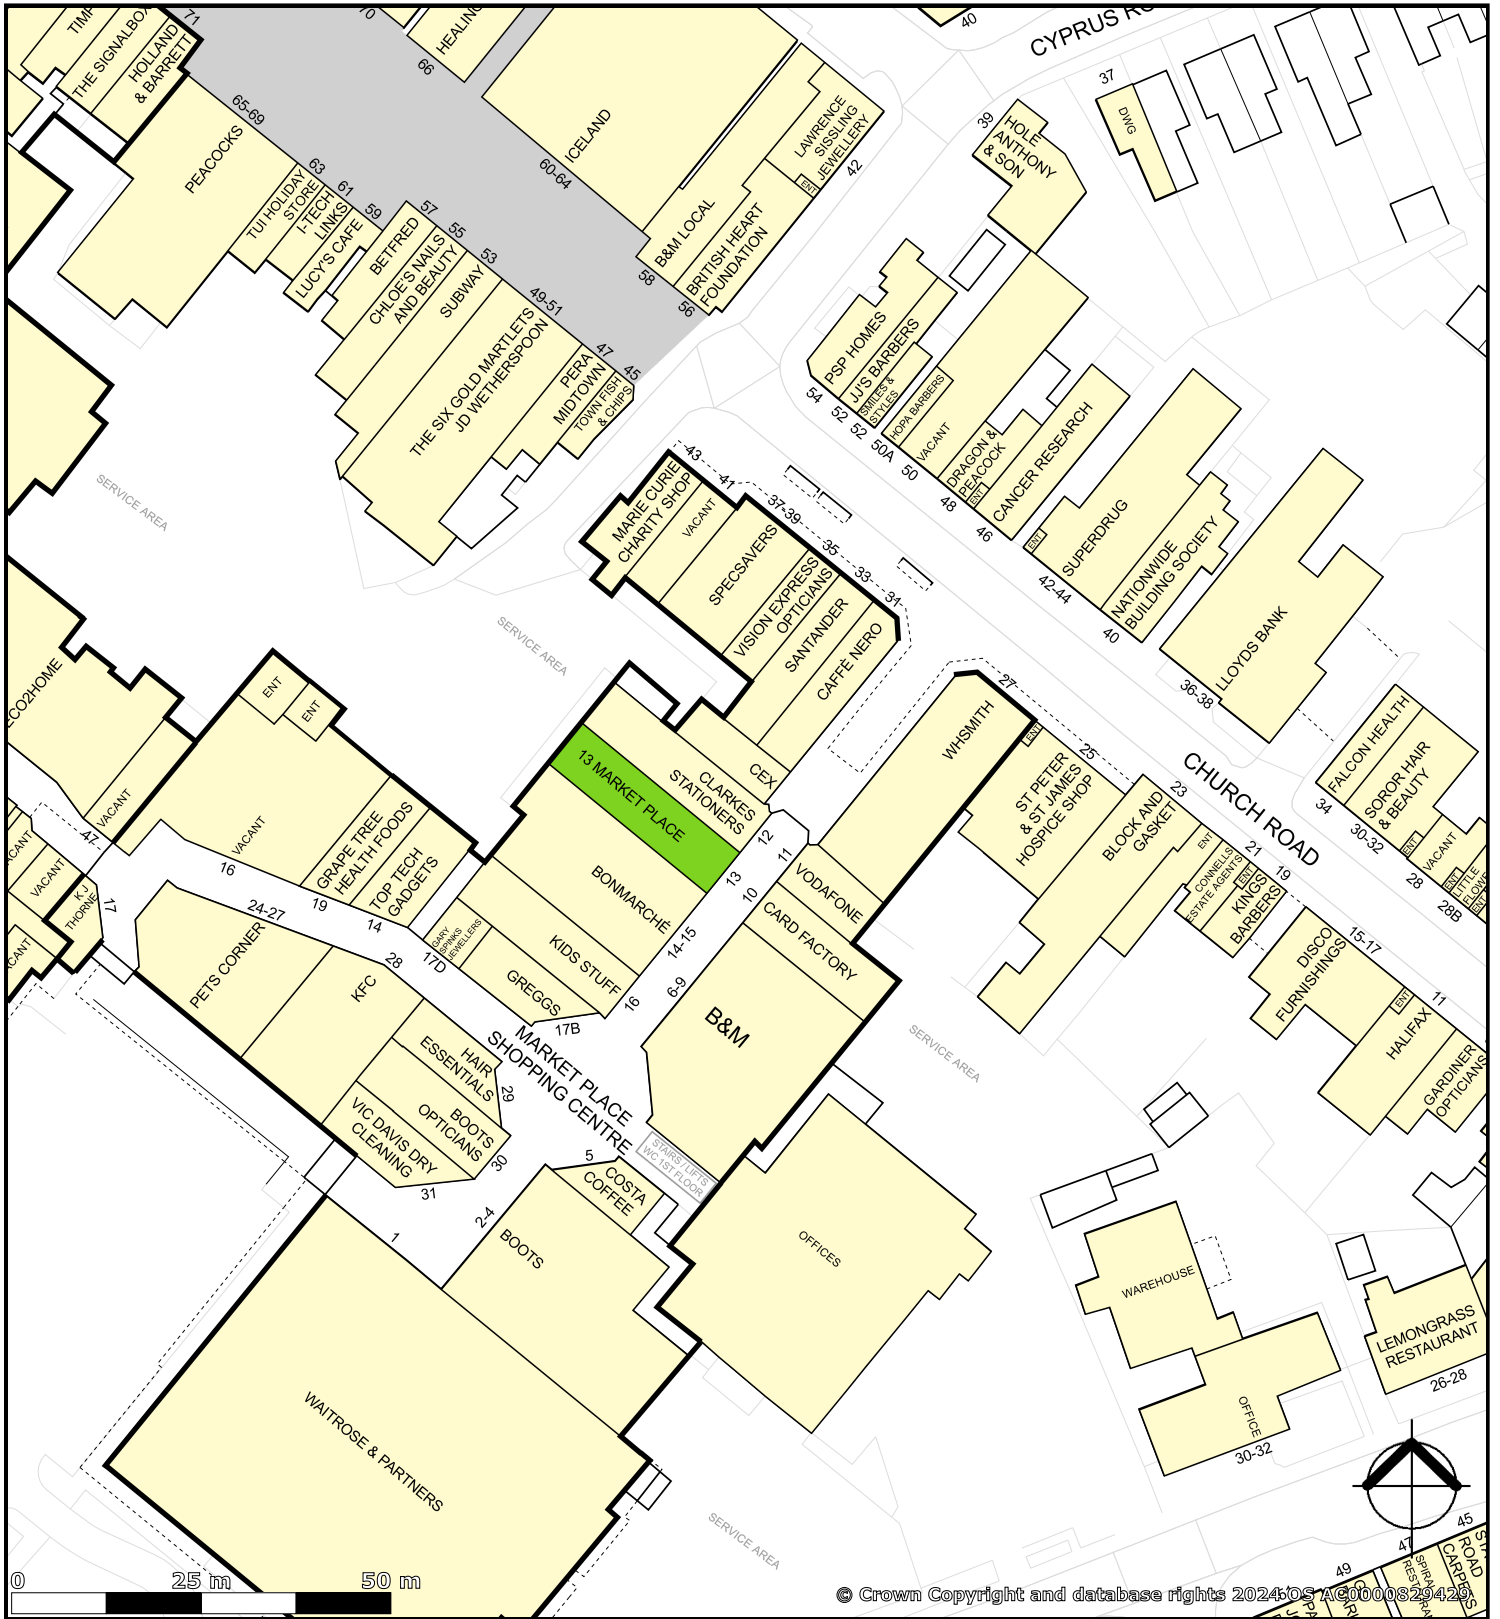 71
THE SIGNALBOX
HOLLAND
& BARRETT
70
66
40
CYPRUS
37
DWG
39
HOLE
ANTHONY
& SON
65-69
PEACOCKS
63
TUI HOLIDAY
STORE
61
I-TECH
LINKS
59
LUCY'S CAFE
57
BETFRED
55
CHLOE'S NAILS
AND BEAUTY
53
SUBWAY
49-51
THE SIX GOLD MARTLETS
JD WETHERSPOON
47
PERA
MIDTOWN
45
TOWN FISH
& CHIPS
ICELAND
60-64
B&M LOCAL
58
BRITISH HEART
FOUNDATION
56
ENT
LAWRENCE
SISSLING
JEWELLERY
42
PSP HOMES
54
JJ'S BARBERS
52
SMILES &
STYLES
52
HOPA BARBERS
50A
VACANT
50
DRAGON &
PEACOCK
48
ENT
CANCER RESEARCH
46
ENT
SUPERDRUG
42-44
NATIONWIDE
BUILDING SOCIETY
40
LLOYDS BANK
36-38
FALCON HEALTH
34
SOROR HAIR
& BEAUTY
30-32
ENT
VACANT
28
ENT
LITTLE
28B
ENT
SERVICE AREA
SERVICE AREA
43
MARIE CURIE
CHARITY SHOP
41
VACANT
37-39
SPECSAVERS
35
VISION EXPRESS
OPTICIANS
33
SANTANDER
31
CAFFÈ NERO
CEX
27
WHSMITH
ENT
25
ST PETER
& ST JAMES
HOSPICE SHOP
23
BLOCK AND
GASKET
CHURCH ROAD
ENT
CONNELLS
ESTATE AGENTS
21
ENT
KINGS
BARBERS
19
DISCO
FURNISHINGS
15-17
ENT
HALIFAX
11
GARDINER
OPTICIANS
ECO2HOME
VACANT
47
ENT
ENT
VACANT
16
GRAPE TREE
HEALTH FOODS
19
TOP TECH
GADGETS
14
VACANT
K J
THORNE
17
CLARKES
STATIONERS
12
13 MARKET PLACE
13
BONMARCHÉ
14-15
KIDS STUFF
16
GREGGS
17B
GARY
SPINKS
JEWELLERS
17D
11
VODAFONE
10
CARD FACTORY
6-9
B&M
24-27
PETS CORNER
28
KFC
HAIR
ESSENTIALS
29
BOOTS
OPTICIANS
30
VIC DAVIS DRY
CLEANING
31
MARKET PLACE
SHOPPING CENTRE
STAIRS / LIFTS
WC 1ST FLOOR
5
COSTA
COFFEE
2-4
BOOTS
1
WAITROSE & PARTNERS
OFFICES
SERVICE AREA
WAREHOUSE
OFFICE
30-32
LEMONGRASS
RESTAURANT
26-28
SERVICE AREA
45
47
49
ROAD
0 25 m 50 m
© Crown Copyright and database rights 2024 OS AC0000829429